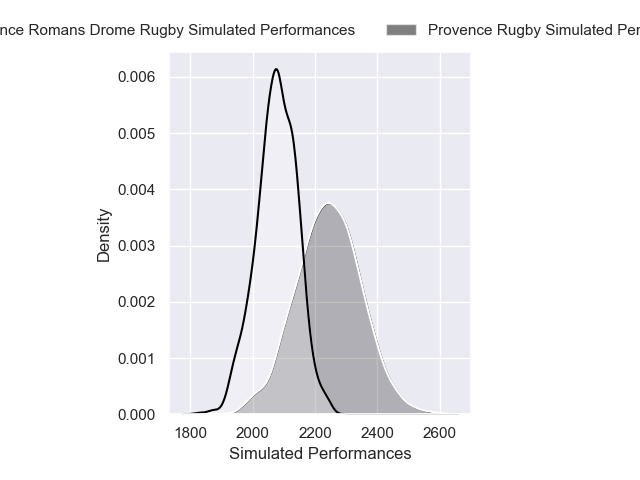 nce Romans Drome Rugby Simulated Performances
Provence Rugby Simulated Per
0.006
0.005
0.004
0.003
0.002
0.001
0.000
Density
1800 2000 2200 2400 2600
Simulated Performances